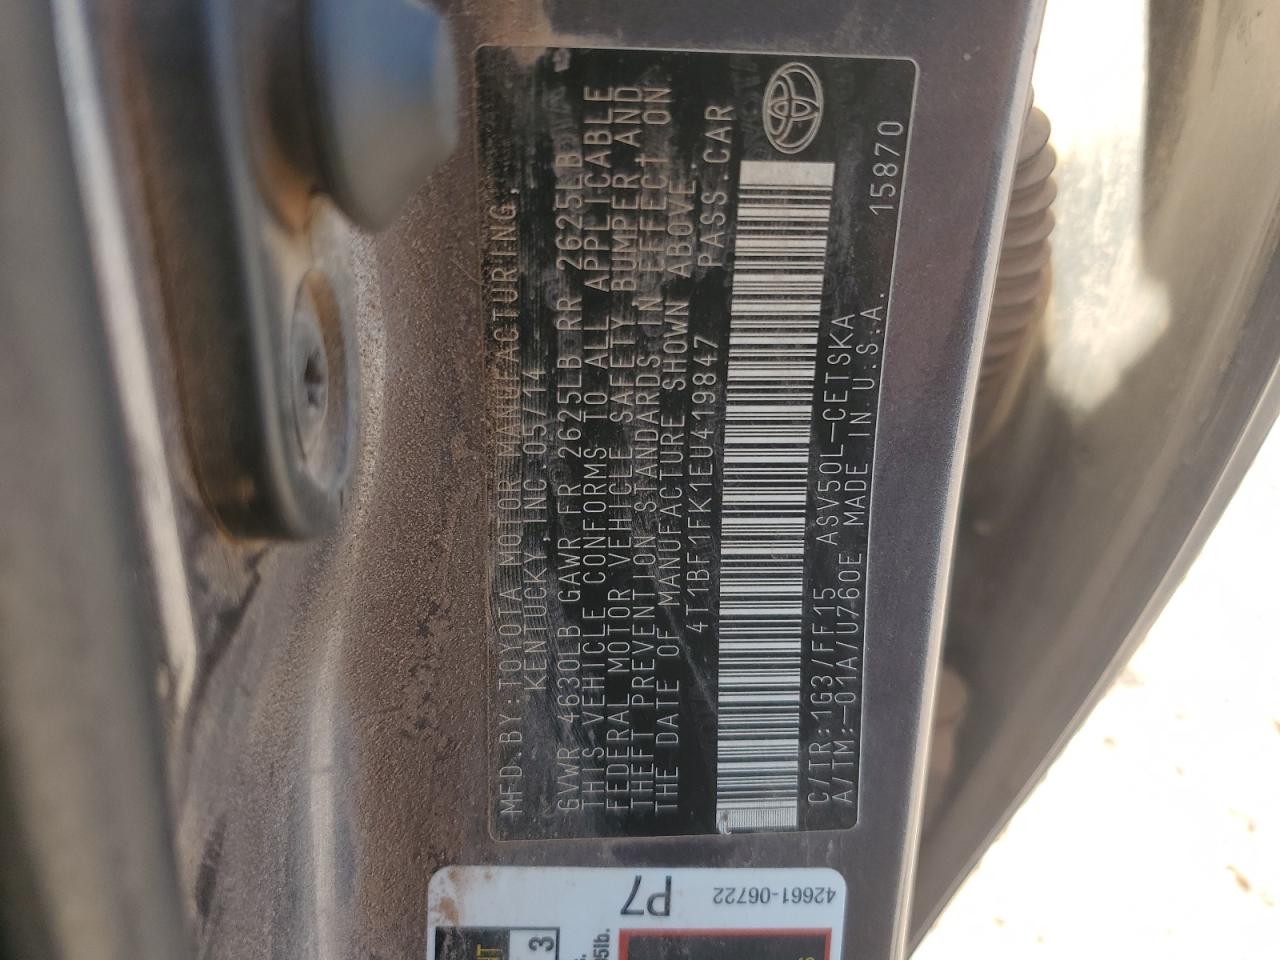 MFD.BY:TOYOTA MOTOR MANUFACTURING,
KENTUCKY, INC. 05/14
GVWR 4630LB GAWR FR 2625LB RR 2625LB
THIS VEHICLE CONFORMS TO ALL APPLICABLE
FEDERAL MOTOR VEHICLE SAFETY, BUMPER, AND
THEFT PREVENTION STANDARDS IN EFFECT ON
THE DATE OF MANUFACTURE SHOWN ABOVE.
4T1BF1FK1EU419847 PASS.CAR
C/TR:1G3/FF15 ASV50L-CETSKA
A/TM:-01A/U760E MADE IN U.S.A. 15870
P7
42661-06722
3